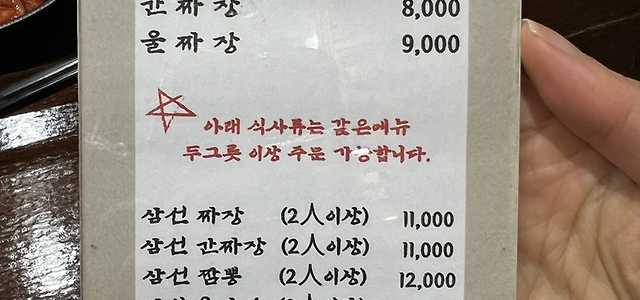 간 짜 장 8,000
울 짜 장 9,000
아래 식사류는 같은메뉴
두그릇 이상 주문 가능합니다.
삼선 짜장 (2人이상) 11,000
삼선 간짜장 (2人이상) 11,000
삼선 짬뽕 (2人이상) 12,000